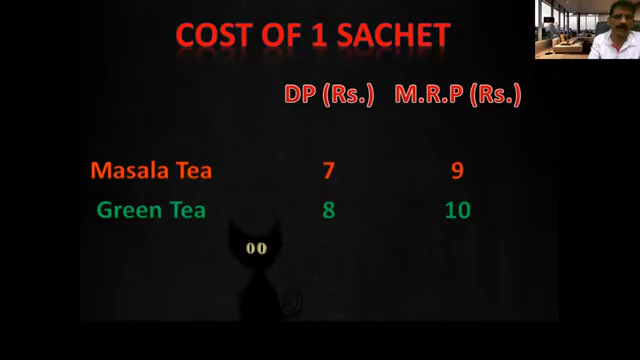 COST OF 1 SACHET
DP (Rs.) M.R.P (Rs.)
Masala Tea 7 9
Green Tea 8 10